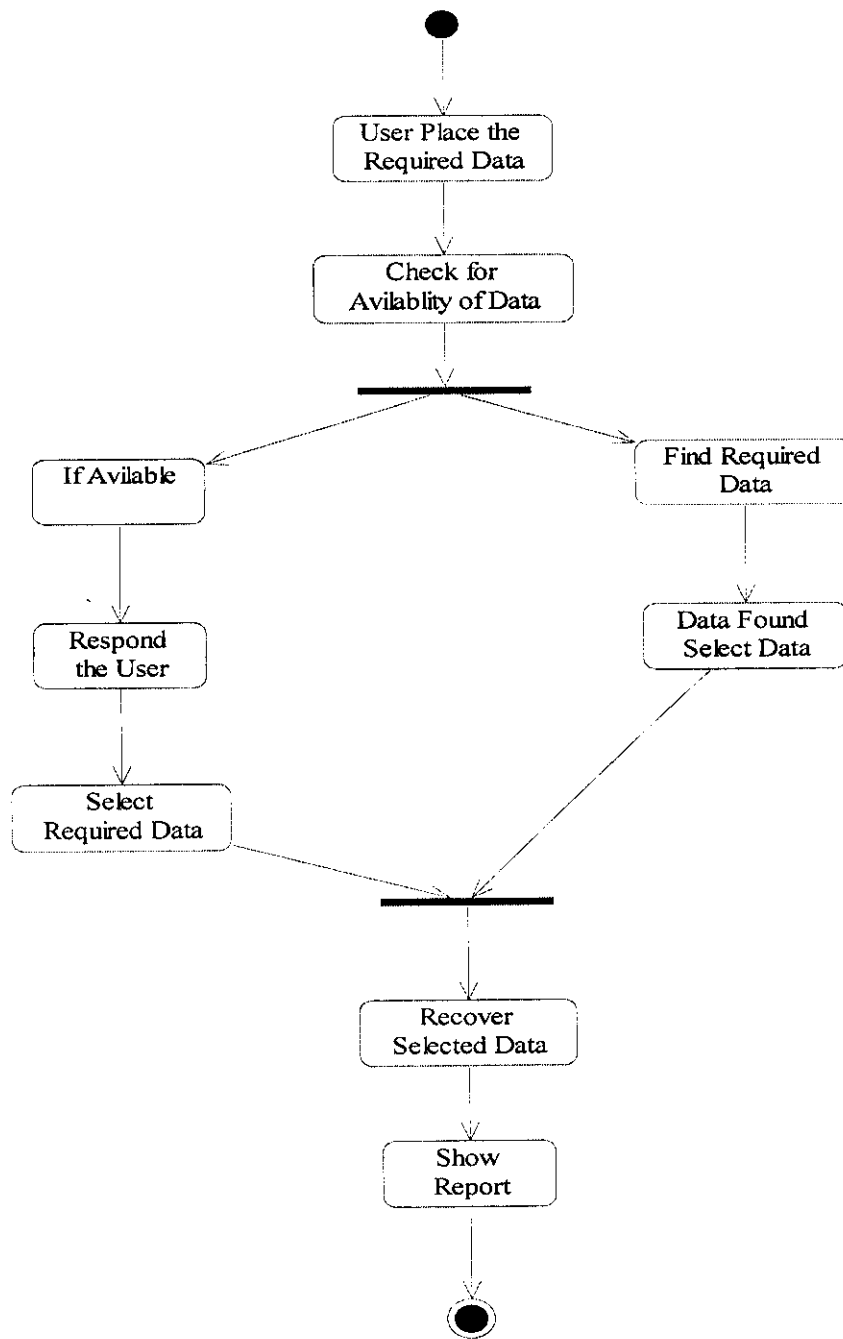 User Place the
Required Data
Check for
Avilablity of Data
If Avilable
Find Required
Data
Respond
the User
Data Found
Select Data
Select
Required Data
Recover
Selected Data
Show
Report